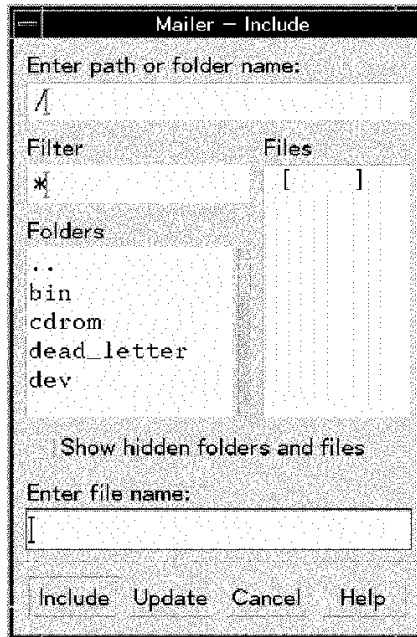 Mailer – Include
Enter path or folder name:
/
Filter
Files
*
[ ]
Folders
..
bin
cdrom
dead_letter
dev
Show hidden folders and files
Enter file name:
Include Update Cancel Help